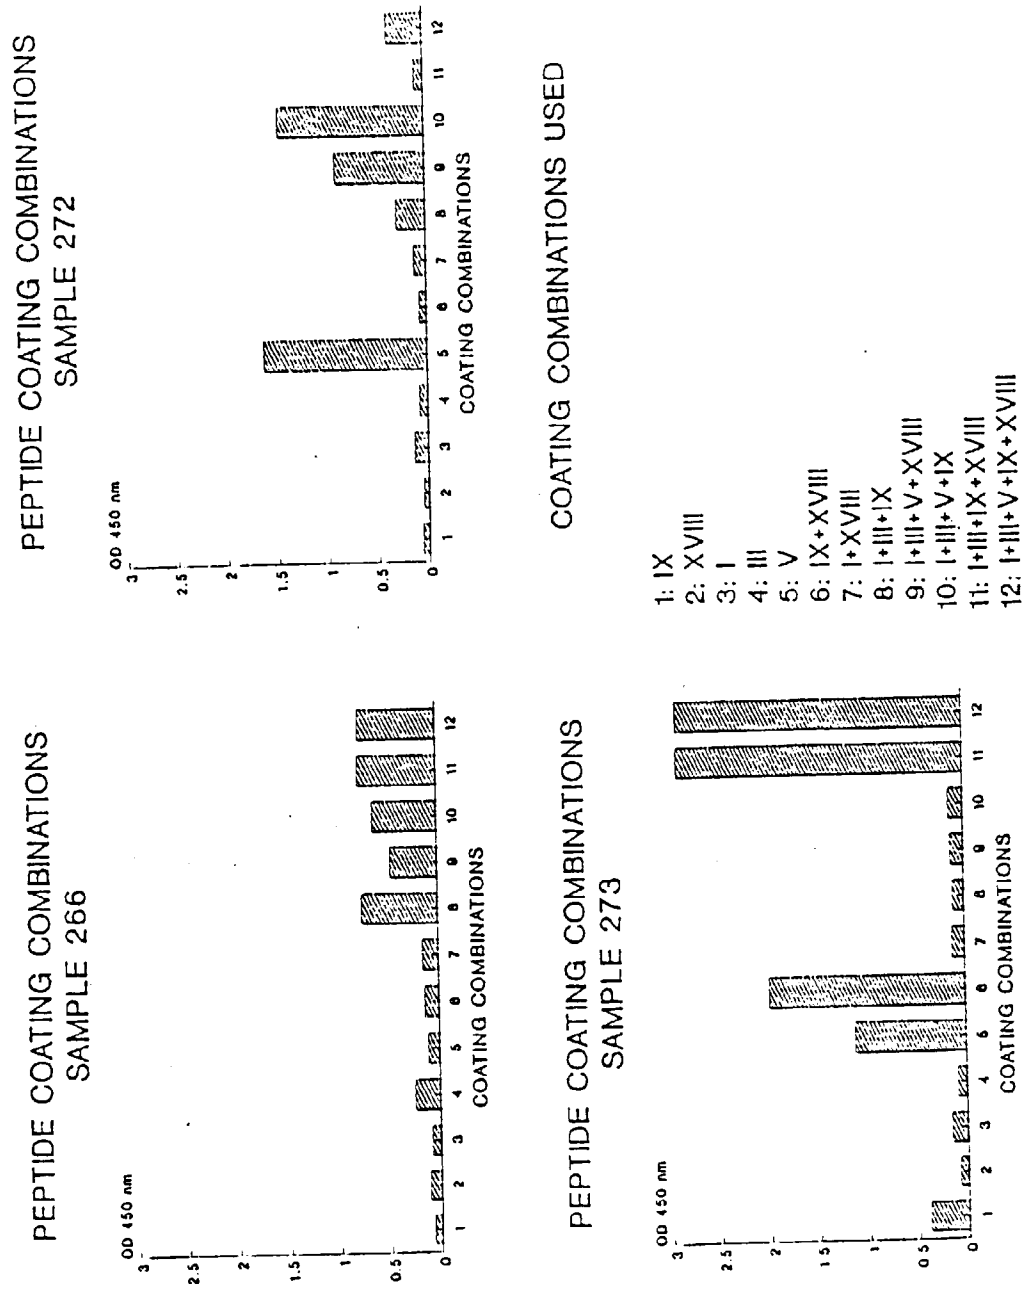 PEPTIDE COATING COMBINATIONS
SAMPLE 266
OD 450 nm
3
2.5
2
1.5
1
0.5
0
1 2 3 4 5 6 7 8 9 10 11 12
COATING COMBINATIONS
PEPTIDE COATING COMBINATIONS
SAMPLE 272
OD 450 nm
3
2.5
2
1.5
1
0.5
0
1 2 3 4 5 6 7 8 9 10 11 12
COATING COMBINATIONS
PEPTIDE COATING COMBINATIONS
SAMPLE 273
OD 450 nm
3
2.5
2
1.5
1
0.5
0
1 2 3 4 5 6 7 8 9 10 11 12
COATING COMBINATIONS
COATING COMBINATIONS USED
1: IX
2: XVIII
3: I
4: III
5: V
6: IX+XVIII
7: I+XVIII
8: I+III+IX
9: I+III+V+XVIII
10: I+III+V+IX
11: I+III+IX+XVIII
12: I+III+V+IX+XVIII